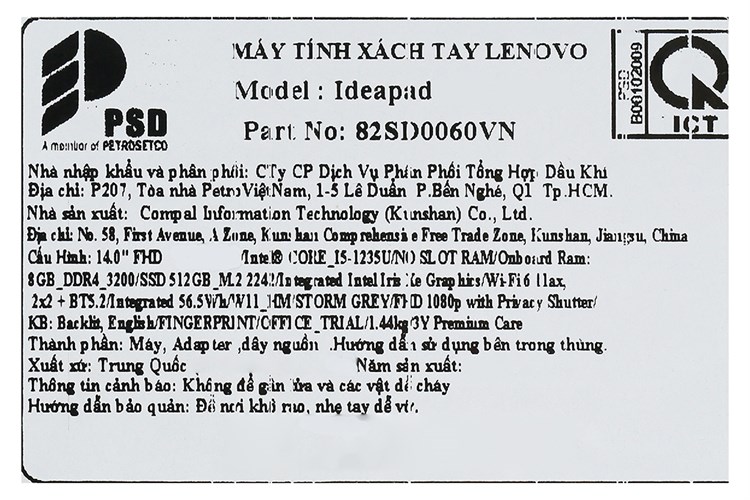 PSD
A member of PETROSETCO
MÁY TÍNH XÁCH TAY LENOVO
Model : Ideapad
Part No: 82SD0060VN
PSD
B00102009
ICT
Nhà nhập khẩu và phân phối: CTy CP Dịch Vụ Phân Phối Tổng Hợp Dầu Khí
Địa chỉ: P207, Tòa nhà PetroViệtNam, 1-5 Lê Duẩn P.Bến Nghé, Q1 Tp.HCM.
Nhà sản xuất: Compal Information Technology (Kunshan) Co., Ltd.
Địa chỉ: No. 58, First Avenue, A Zone, Kunshan Comprehensive Free Trade Zone, Kunshan, Jiangsu, China
Cấu Hình: 14.0" FHD /Intel® CORE_I5-1235U/NO SLOT RAM/Onboard Ram:
8GB_DDR4_3200/SSD 512GB_M.2 2242/Integrated Intel Iris Xe Graphics/Wi-Fi 6 11ax,
2x2 + BT5.2/Integrated 56.5Wh/W11_HM/STORM GREY/FHD 1080p with Privacy Shutter/
KB: Backlit, English/FINGERPRINT/OFFICE_TRIAL/1.44kg/3Y Premium Care
Thành phần: Máy, Adapter ,dây nguồn .Hướng dẫn sử dụng bên trong thùng.
Xuất xứ: Trung Quốc Năm sản xuất:
Thông tin cảnh báo: Không để gần lửa và các vật dễ cháy
Hướng dẫn bảo quản: Để nơi khô ráo, nhẹ tay dễ vỡ.